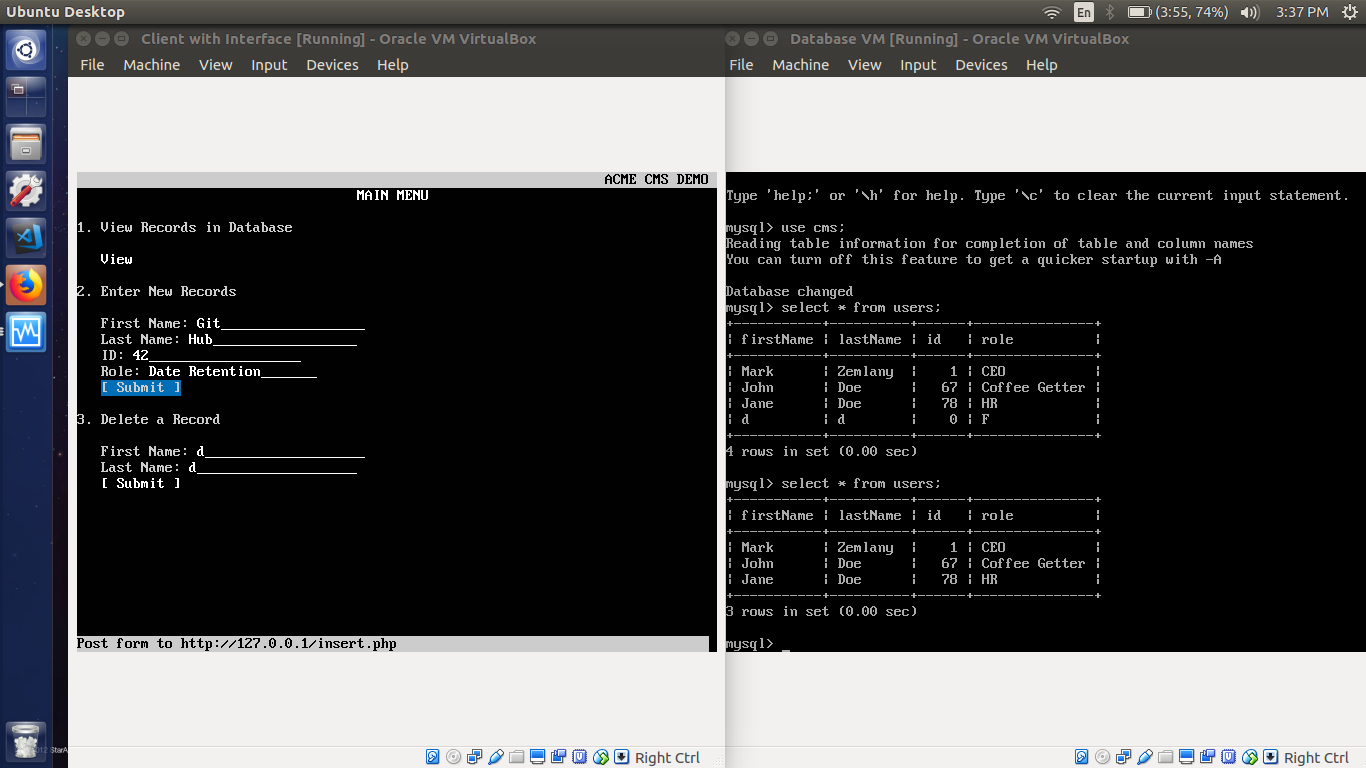 Ubuntu Desktop
En
(3:55, 74%)
3:37 PM
Client with Interface [Running] - Oracle VM VirtualBox
File Machine View Input Devices Help
ACME CMS DEMO
MAIN MENU
1. View Records in Database
View
2. Enter New Records
First Name: Git__________________
Last Name: Hub__________________
ID: 42___________________
Role: Date Retention_______
[ Submit ]
3. Delete a Record
First Name: d____________________
Last Name: d____________________
[ Submit ]
Post form to http://127.0.0.1/insert.php
Right Ctrl
Database VM [Running] - Oracle VM VirtualBox
File Machine View Input Devices Help
Type 'help;' or '\h' for help. Type '\c' to clear the current input statement.
mysql> use cms;
Reading table information for completion of table and column names
You can turn off this feature to get a quicker startup with -A
Database changed
mysql> select * from users;
+-----------+----------+------+---------------+
| firstName | lastName | id   | role          |
+-----------+----------+------+---------------+
| Mark      | Zemlany  |    1 | CEO           |
| John      | Doe      |   67 | Coffee Getter |
| Jane      | Doe      |   78 | HR            |
| d         | d        |    0 | F             |
+-----------+----------+------+---------------+
4 rows in set (0.00 sec)
mysql> select * from users;
+-----------+----------+------+---------------+
| firstName | lastName | id   | role          |
+-----------+----------+------+---------------+
| Mark      | Zemlany  |    1 | CEO           |
| John      | Doe      |   67 | Coffee Getter |
| Jane      | Doe      |   78 | HR            |
+-----------+----------+------+---------------+
3 rows in set (0.00 sec)
mysql> _
Right Ctrl